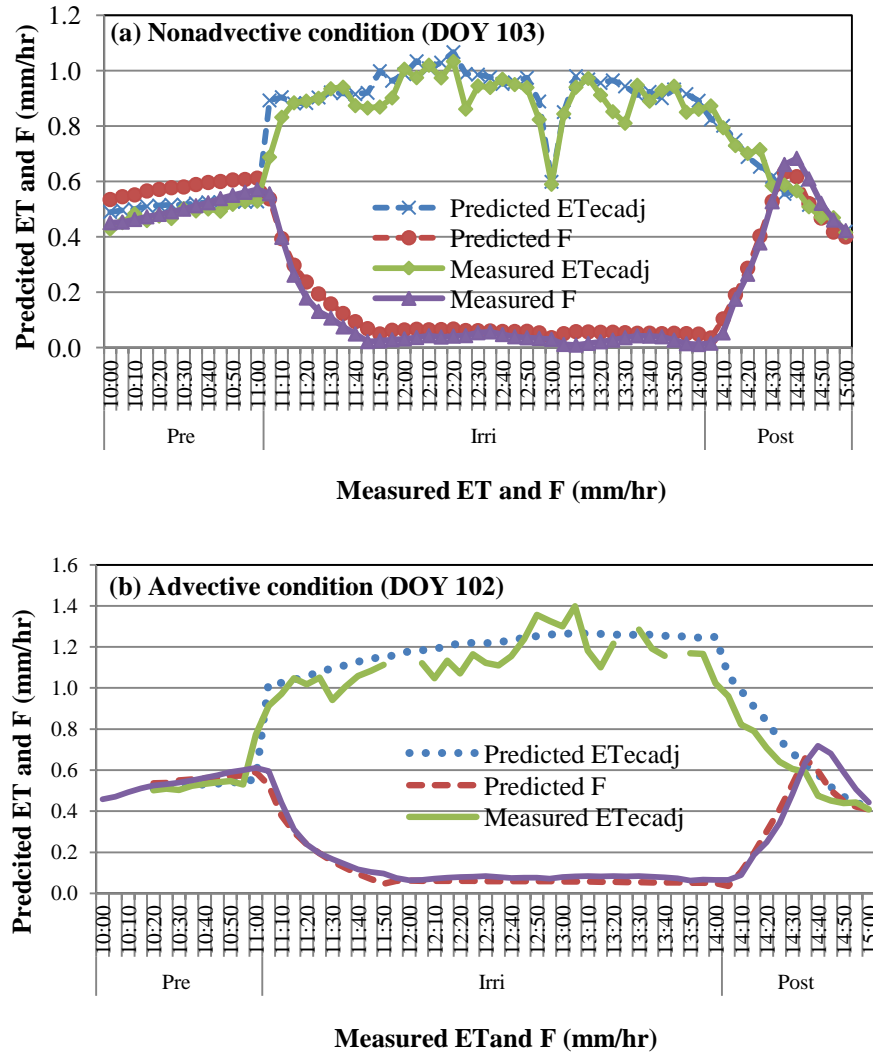 (a) Nonadvective condition (DOY 103)
Predcited ET and F (mm/hr)
1.2
1.0
0.8
0.6
0.4
0.2
0.0
Predicted ETecadj
Predicted F
Measured ETecadj
Measured F
10:00 10:10 10:20 10:30 10:40 10:50 11:00 11:10 11:20 11:30 11:40 11:50 12:00 12:10 12:20 12:30 12:40 12:50 13:00 13:10 13:20 13:30 13:40 13:50 14:00 14:10 14:20 14:30 14:40 14:50 15:00
Pre Irri Post
Measured ET and F (mm/hr)
(b) Advective condition (DOY 102)
Predcited ET and F (mm/hr)
1.6
1.4
1.2
1.0
0.8
0.6
0.4
0.2
0.0
Predicted ETecadj
Predicted F
Measured ETecadj
10:00 10:10 10:20 10:30 10:40 10:50 11:00 11:10 11:20 11:30 11:40 11:50 12:00 12:10 12:20 12:30 12:40 12:50 13:00 13:10 13:20 13:30 13:40 13:50 14:00 14:10 14:20 14:30 14:40 14:50 15:00
Pre Irri Post
Measured ETand F (mm/hr)